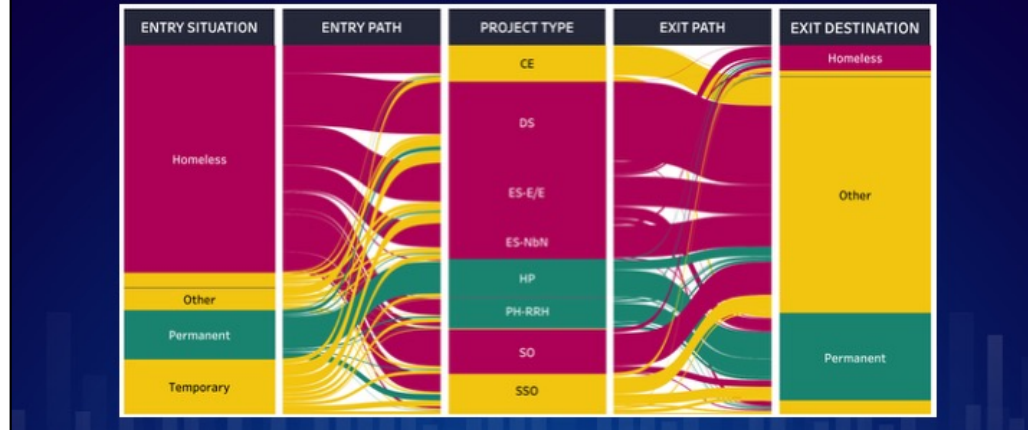 ENTRY SITUATION
ENTRY PATH
PROJECT TYPE
EXIT PATH
EXIT DESTINATION
Homeless
Other
Permanent
Temporary
CE
DS
ES-E/E
ES-NbN
HP
PH-RRH
SO
SSO
Homeless
Other
Permanent